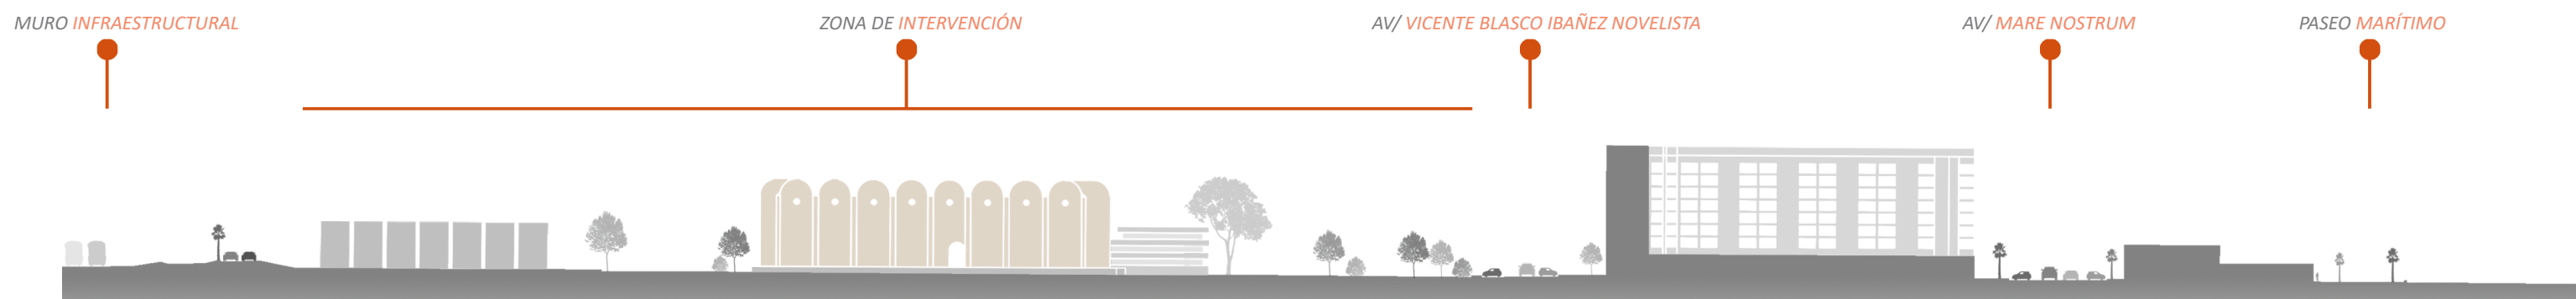 MURO INFRAESTRUCTURAL
ZONA DE INTERVENCIÓN
AV/ VICENTE BLASCO IBAÑEZ NOVELISTA
AV/ MARE NOSTRUM
PASEO MARÍTIMO